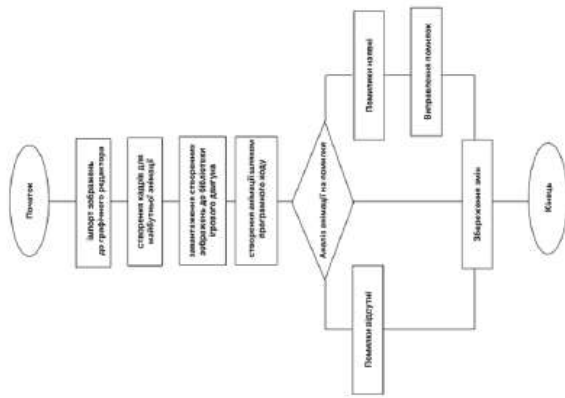 Початок
імпорт зображень
до графічного редактора
створення кадрів для
майбутньої анімації
завантаження створених
зображень до бібліотеки
ігрового двигуна
створення анімації шляхом
програмного коду
Аналіз анімації на помилки
Помилки відсутні
Помилки наявні
Виправлення помилок
Збереження змін
Кінець